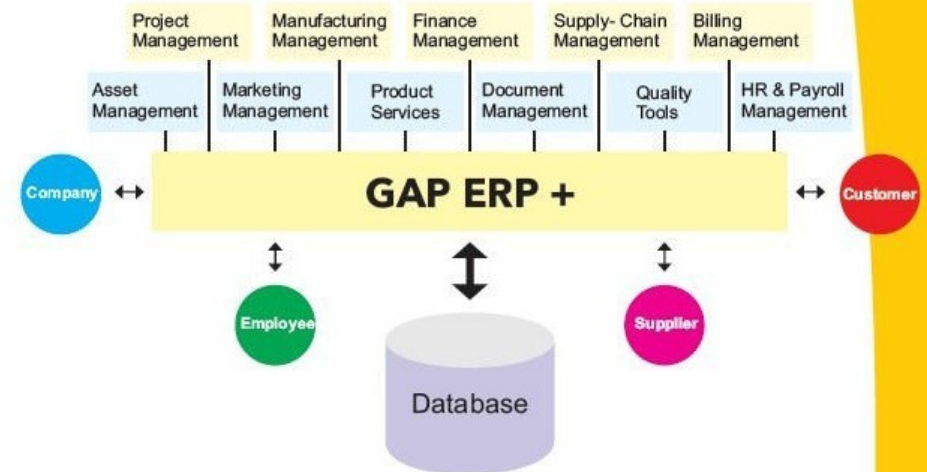 Project
Management
Manufacturing
Management
Finance
Management
Supply- Chain
Management
Billing
Management
Asset
Management
Marketing
Management
Product
Services
Document
Management
Quality
Tools
HR & Payroll
Management
Company
GAP ERP +
Customer
Employee
Supplier
Database